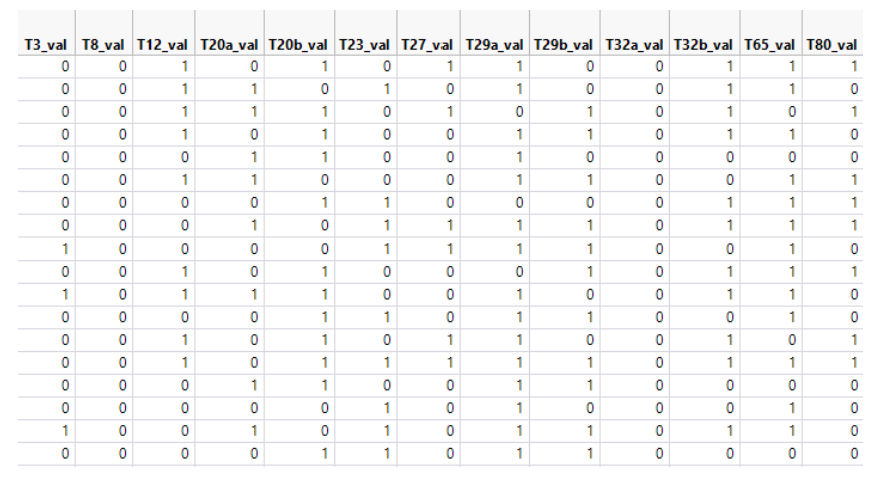 T3_val T8_val T12_val T20a_val T20b_val T23_val T27_val T29a_val T29b_val T32a_val T32b_val T65_val T80_val
0 0 1 0 1 0 1 1 0 0 1 1 1
0 0 1 1 0 1 0 1 0 0 1 1 0
0 0 1 1 1 0 1 0 1 0 1 0 1
0 0 1 0 1 0 0 1 1 0 1 1 0
0 0 0 1 1 0 0 1 0 0 0 0 0
0 0 1 1 0 0 0 1 1 0 0 1 1
0 0 0 0 1 1 0 0 0 0 1 1 1
0 0 0 1 0 1 1 1 1 0 1 1 1
1 0 0 0 0 1 1 1 1 0 0 1 0
0 0 1 0 1 0 0 0 1 0 1 1 1
1 0 1 1 1 0 0 1 0 0 1 1 0
0 0 0 0 1 1 0 1 1 0 0 1 0
0 0 1 0 1 0 1 1 0 0 1 0 1
0 0 1 0 1 1 1 1 1 0 1 1 1
0 0 0 1 1 0 0 1 1 0 0 0 0
0 0 0 0 0 1 0 1 0 0 0 1 0
1 0 0 1 0 1 0 1 1 0 1 1 0
0 0 0 0 1 1 0 1 1 0 0 0 0